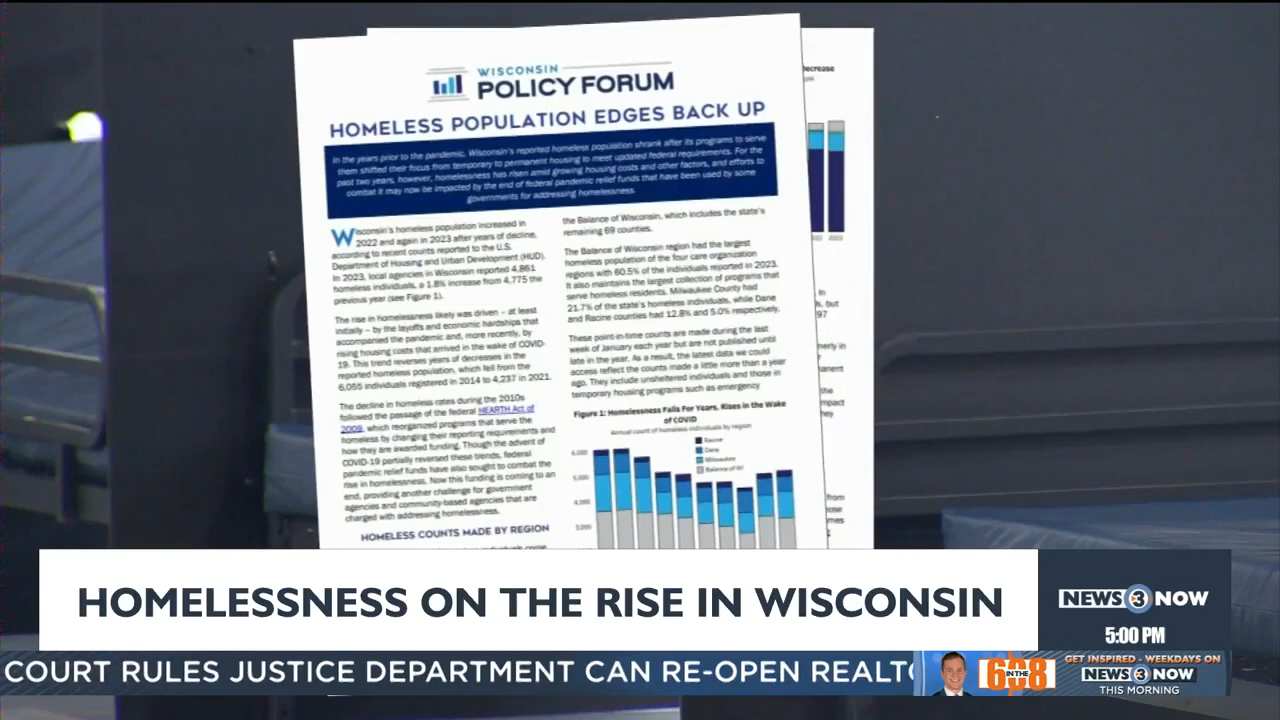 WISCONSIN
POLICY FORUM
HOMELESS POPULATION EDGES BACK UP
In the years prior to the pandemic, Wisconsin's reported homeless population shrank after its programs to serve
them shifted their focus from temporary to permanent housing to meet updated federal requirements. For the
past two years, however, homelessness has risen amid growing housing costs and other factors, and efforts to
combat it may now be impacted by the end of federal pandemic relief funds that have been used by some
governments for addressing homelessness.
Wisconsin's homeless population increased in
2022 and again in 2023 after years of decline,
according to recent counts reported to the U.S.
Department of Housing and Urban Development (HUD).
In 2023, local agencies in Wisconsin reported 4,861
homeless individuals, a 1.8% increase from 4,775 the
previous year (see Figure 1).
The rise in homelessness likely was driven – at least
initially – by the layoffs and economic hardships that
accompanied the pandemic and, more recently, by
rising housing costs that arrived in the wake of COVID-
19. This trend reverses years of decreases in the
reported homeless population, which fell from the
6,055 individuals registered in 2014 to 4,237 in 2021.
The decline in homeless rates during the 2010s
followed the passage of the federal HEARTH Act of
2009, which reorganized programs that serve the
homeless by changing their reporting requirements and
how they are awarded funding. Though the advent of
COVID-19 partially reversed these trends, federal
pandemic relief funds have also sought to combat the
rise in homelessness. Now this funding is coming to an
end, providing another challenge for government
agencies and community-based agencies that are
charged with addressing homelessness.
HOMELESS COUNTS MADE BY REGION
the Balance of Wisconsin, which includes the state's
remaining 69 counties.
The Balance of Wisconsin region had the largest
homeless population of the four care organization
regions with 60.5% of the individuals reported in 2023.
It also maintains the largest collection of programs that
serve homeless residents. Milwaukee County had
21.7% of the state's homeless individuals, while Dane
and Racine counties had 12.8% and 5.0% respectively.
These point-in-time counts are made during the last
week of January each year but are not published until
late in the year. As a result, the latest data we could
access reflect the counts made a little more than a year
ago. They include unsheltered individuals and those in
temporary housing programs such as emergency
Figure 1: Homelessness Falls For Years, Rises in the Wake
of COVID
Annual count of homeless individuals by region
Racine
Dane
Milwaukee
Balance of WI
6,000
5,000
4,000
3,000
decrease
In
but
97
the
they
from
HOMELESSNESS ON THE RISE IN WISCONSIN
NEWS 3 NOW
5:00 PM
COURT RULES JUSTICE DEPARTMENT CAN RE-OPEN REALTO
6 IN THE 608
GET INSPIRED - WEEKDAYS ON
NEWS 3 NOW
THIS MORNING